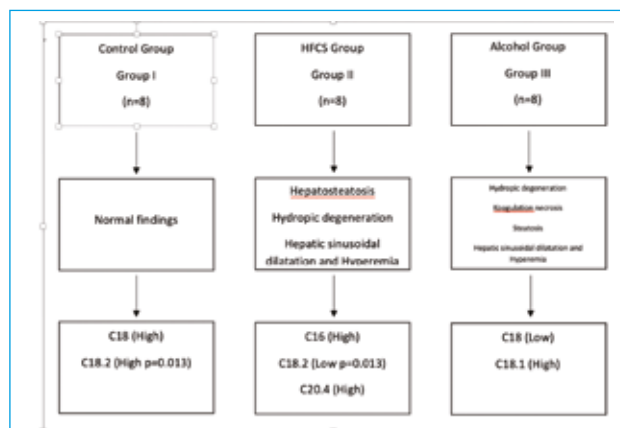 Control Group
Group I
(n=8)
HFCS Group
Group II
(n=8)
Alcohol Group
Group III
(n=8)
Normal findings
Hepatosteatosis
Hydropic degeneration
Hepatic sinusoidal
dilatation and Hyperemia
Hydropic degeneration
Koagulation necrosis
Steatosis
Hepatic sinusoidal dilatation and
Hyperemia
C18 (High)
C18.2 (High p=0.013)
C16 (High)
C18.2 (Low p=0.013)
C20.4 (High)
C18 (Low)
C18.1 (High)